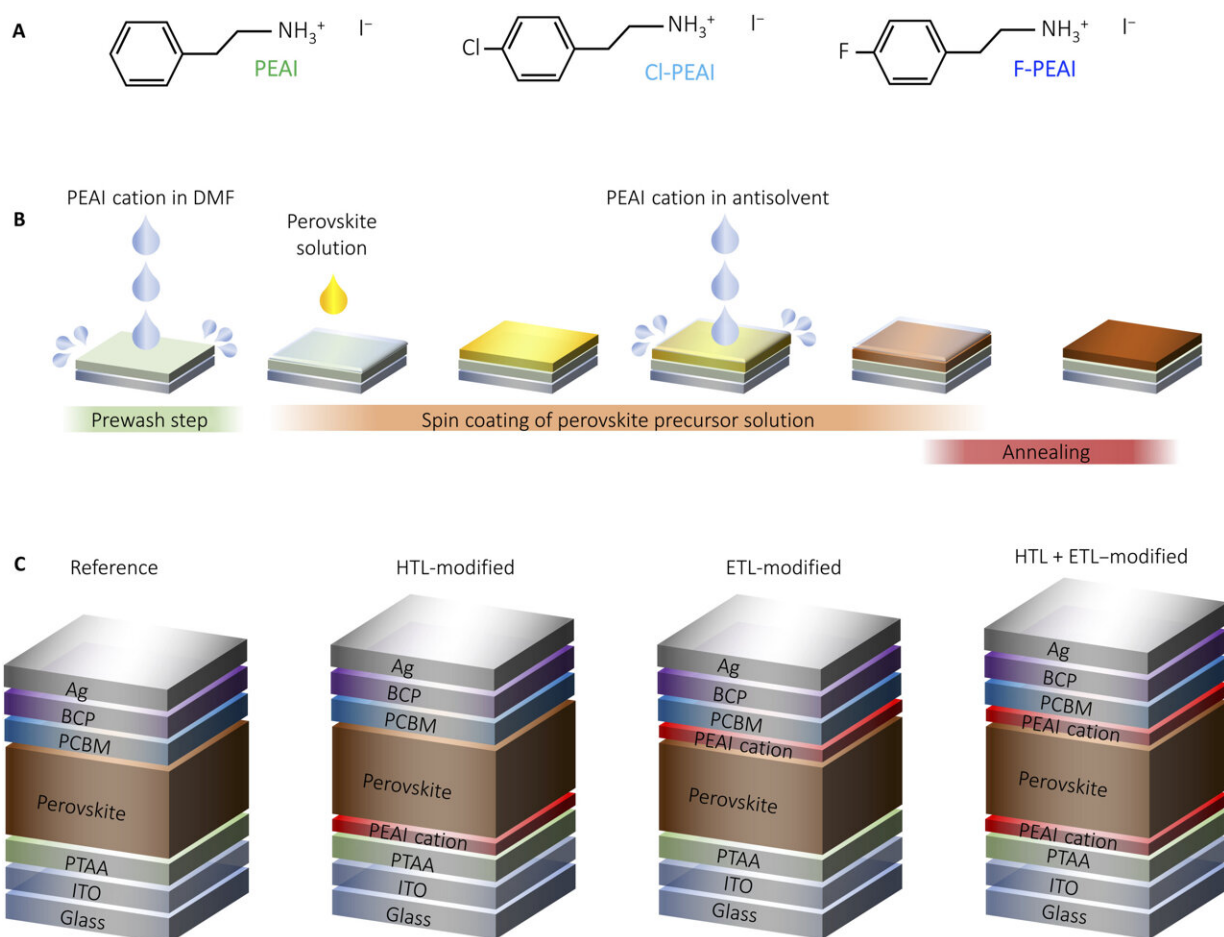 A
NH₃⁺ I⁻
PEAI
Cl NH₃⁺ I⁻
Cl-PEAI
F NH₃⁺ I⁻
F-PEAI
B
PEAI cation in DMF
Perovskite
solution
PEAI cation in antisolvent
Prewash step
Spin coating of perovskite precursor solution
Annealing
C
Reference
Ag
BCP
PCBM
Perovskite
PTAA
ITO
Glass
HTL-modified
Ag
BCP
PCBM
Perovskite
PEAI cation
PTAA
ITO
Glass
ETL-modified
Ag
BCP
PCBM
PEAI cation
Perovskite
PTAA
ITO
Glass
HTL + ETL–modified
Ag
BCP
PCBM
PEAI cation
Perovskite
PEAI cation
PTAA
ITO
Glass